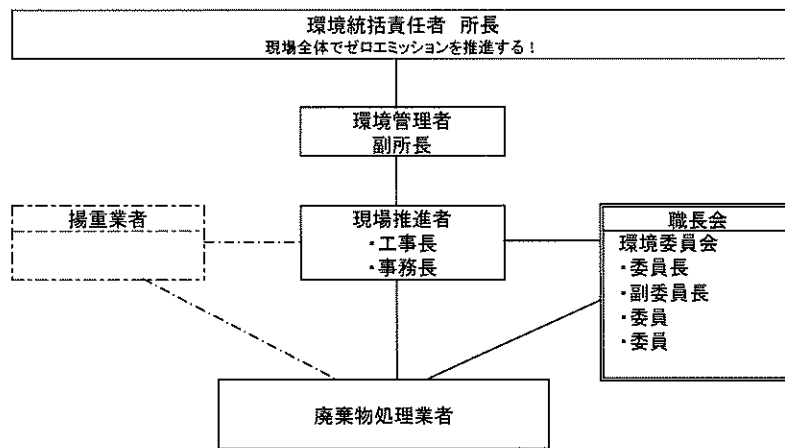 環境統括責任者 所長
現場全体でゼロエミッションを推進する!
環境管理者
副所長
揚重業者
現場推進者
・工事長
・事務長
職長会
環境委員会
・委員長
・副委員長
・委員
・委員
廃棄物処理業者